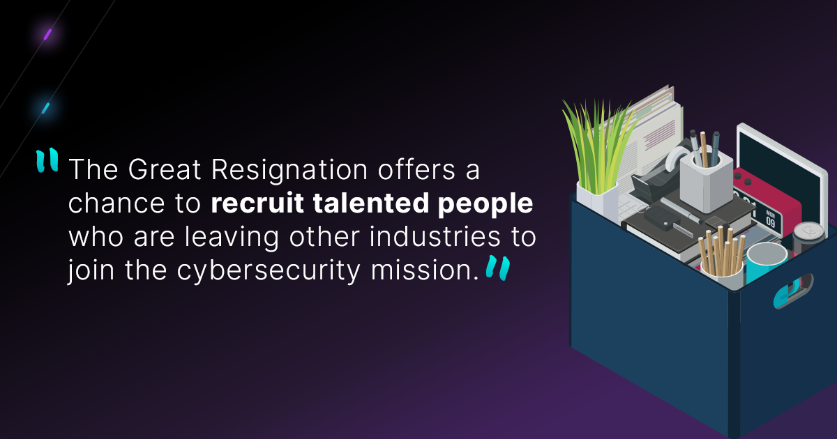 "The Great Resignation offers a
chance to recruit talented people
who are leaving other industries to
join the cybersecurity mission."
09